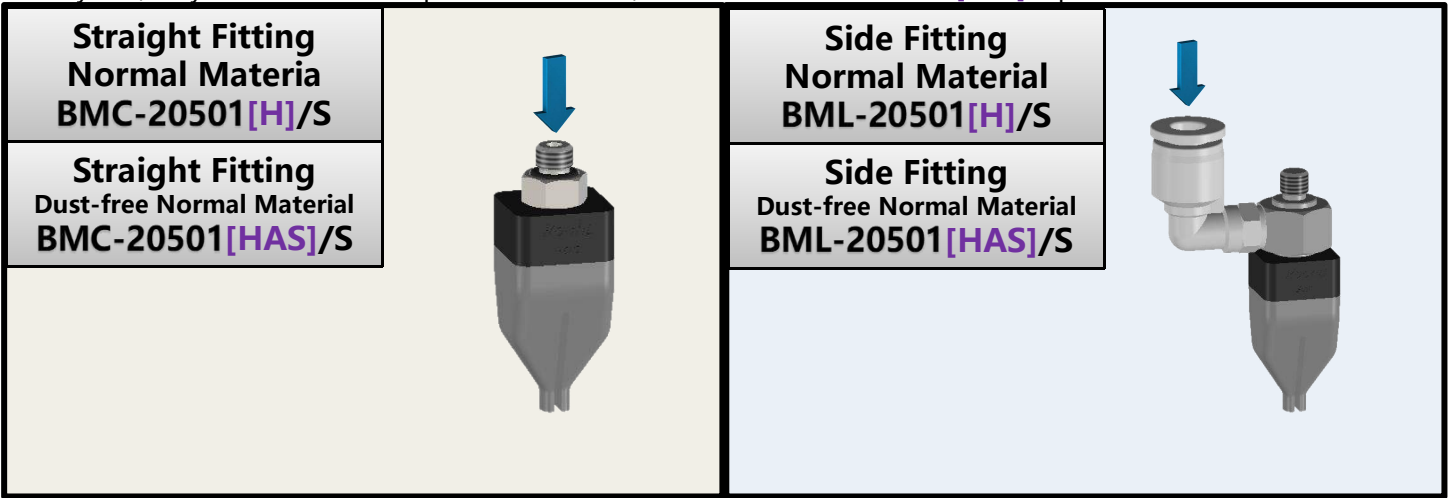 Straight Fitting
Normal Materia
BMC-20501[H]/S
Straight Fitting
Dust-free Normal Material
BMC-20501[HAS]/S
Side Fitting
Normal Material
BML-20501[H]/S
Side Fitting
Dust-free Normal Material
BML-20501[HAS]/S